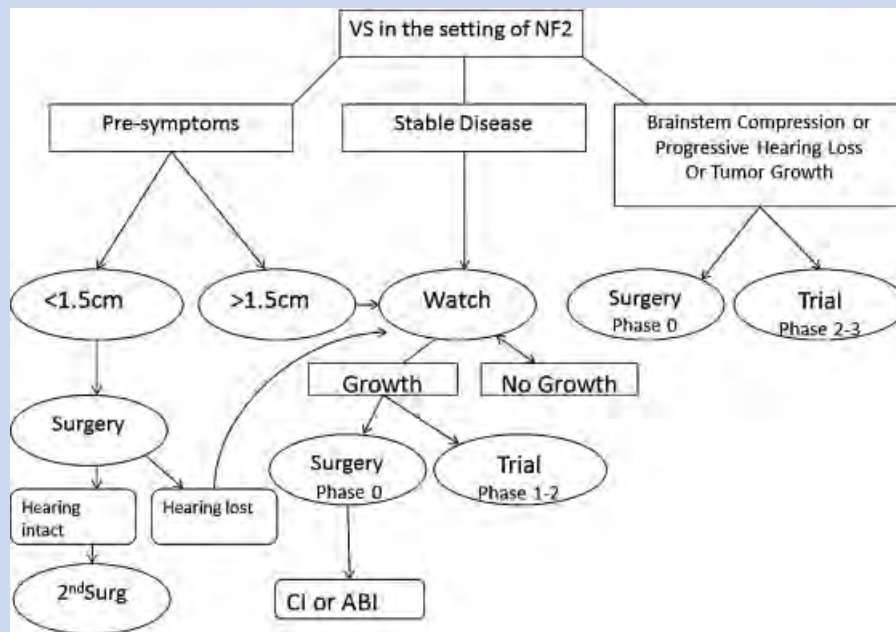 VS in the setting of NF2
Pre-symptoms
Stable Disease
Brainstem Compression or
Progressive Hearing Loss
Or Tumor Growth
<1.5cm
>1.5cm
Watch
Surgery
Phase 0
Trial
Phase 2-3
Growth
No Growth
Surgery
Surgery
Phase 0
Trial
Phase 1-2
Hearing
intact
Hearing lost
2ndSurg
CI or ABI